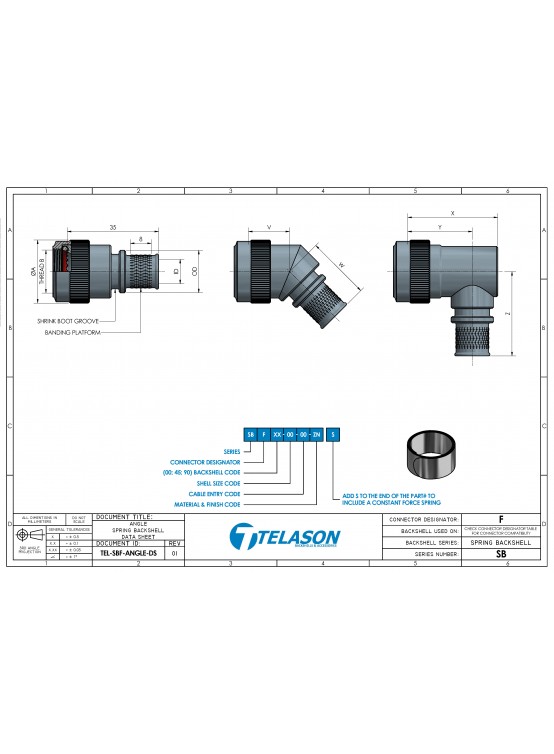 1 2 3 4 5 6
A A
X
35 V Y
8 W
ØA THREAD B ID OD
Z
SHRINK BOOT GROOVE
BANDING PLATFORM
B B
C C
SB F XX - 00 - 00 - ZN S
SERIES
CONNECTOR DESIGNATOR
(00; 45; 90) BACKSHELL CODE
SHELL SIZE CODE
CABLE ENTRY CODE
MATERIAL & FINISH CODE
ADD S TO THE END OF THE PART# TO
INCLUDE A CONSTANT FORCE SPRING
D D
ALL DIMENTIONS IN
MILLIMETERS
DO NOT
SCALE
GENERAL TOLERANCES
X ± 0.5
X.X ± 0.1
X.XX ± 0.05
± 1°
3RD ANGLE
PROJECTION
DOCUMENT TITLE:
ANGLE
SPRING BACKSHELL
DATA SHEET
DOCUMENT ID: REV
TEL-SBF-ANGLE-DS 01
TELASON
CONNECTOR DESIGNATOR: F
BACKSHELL USED ON: CHECK CONNECTOR DESIGNATOR TABLE
FOR CONNECTOR COMPATIBILITY
BACKSHELL SERIES: SPRING BACKSHELL
SERIES NUMBER: SB
1 2 3 4 5 6